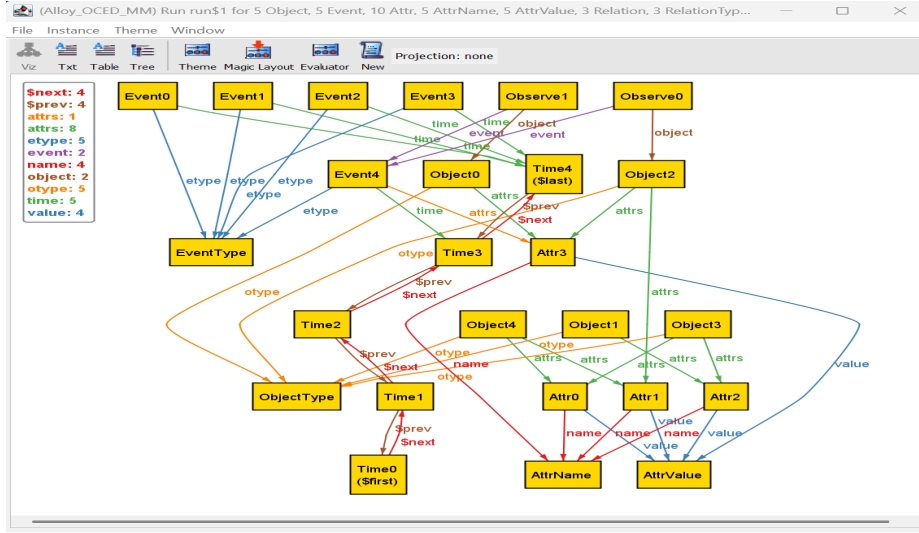 (Alloy_OCED_MM) Run run$1 for 5 Object, 5 Event, 10 Attr, 5 AttrName, 5 AttrValue, 3 Relation, 3 RelationTyp...
File Instance Theme Window
Viz Txt Table Tree Theme Magic Layout Evaluator New Projection: none
$next: 4
$prev: 4
attrs: 1
attrs: 8
etype: 5
event: 2
name: 4
object: 2
otype: 5
time: 5
value: 4
Event0 Event1 Event2 Event3 Observe1 Observe0
time time object
event event object
time
time
Event4 Object0 Time4 Object2
($last)
etype etype etype
etype
attrs
$prev
etype time attrs $next attrs
EventType Time3 Attr3
otype
$prev
otype $next attrs
Time2 Object4 Object1 Object3
$prev otype otype
$next name attrs attrs attrs attrs value
otype
ObjectType Time1 Attr0 Attr1 Attr2
$prev value
$next name name name value
value
Time0 AttrName AttrValue
($first)